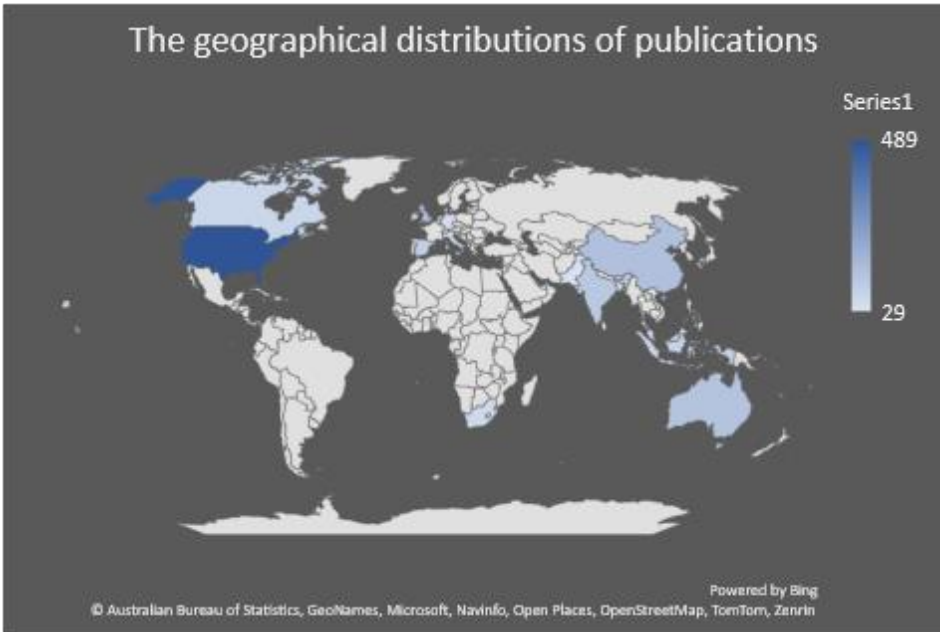 The geographical distributions of publications
Series1
489
29
Powered by Bing
© Australian Bureau of Statistics, GeoNames, Microsoft, Navinfo, Open Places, OpenStreetMap, TomTom, Zenrin